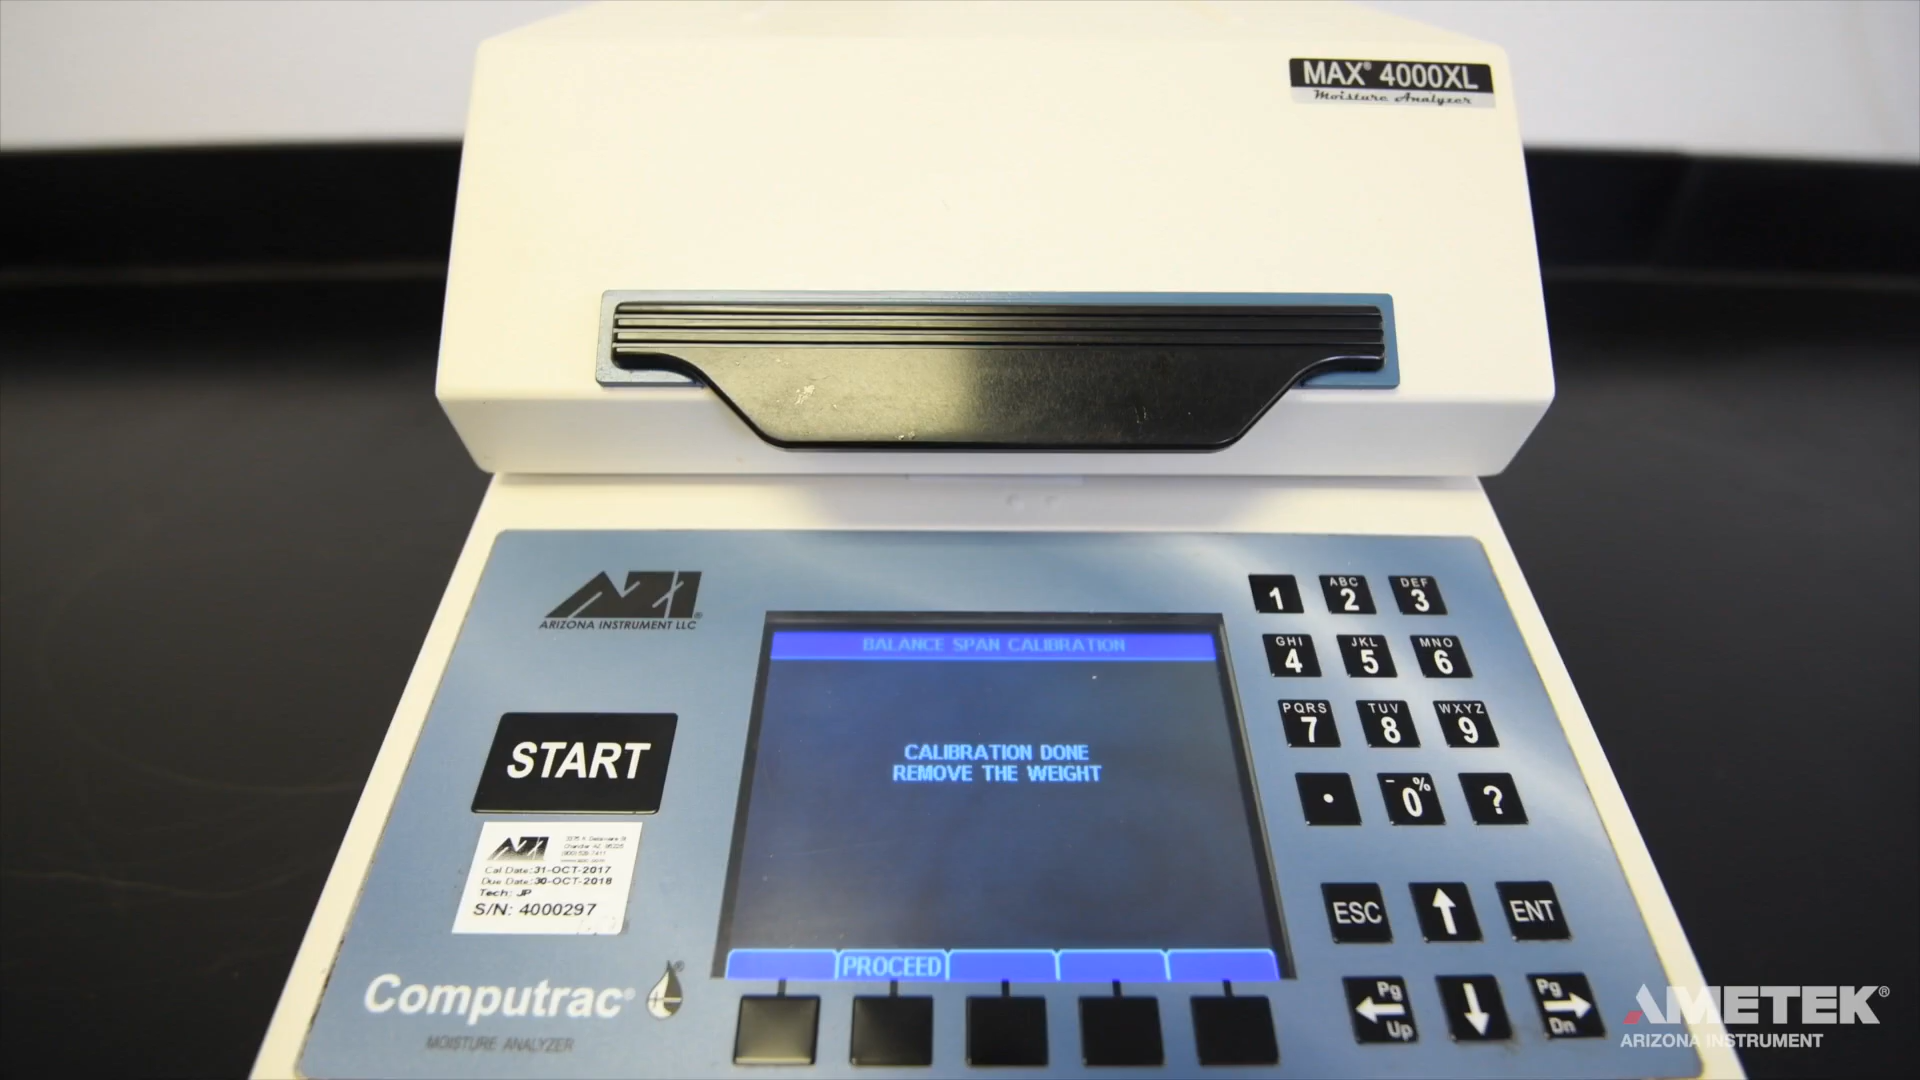 MAX® 4000XL
Moisture Analyzer
AZI®
ARIZONA INSTRUMENT LLC
BALANCE SPAN CALIBRATION
CALIBRATION DONE
REMOVE THE WEIGHT
PROCEED
START
AZI
Cal Date: 31-OCT-2017
Due Date: 30-OCT-2018
Tech: JP
S/N: 4000297
Computrac®
MOISTURE ANALYZER
1
ABC
2
DEF
3
GHI
4
JKL
5
MNO
6
PQRS
7
TUV
8
WXYZ
9
.
- 0 %
?
ESC
ENT
Pg
Up
Pg
Dn
AMETEK®
ARIZONA INSTRUMENT